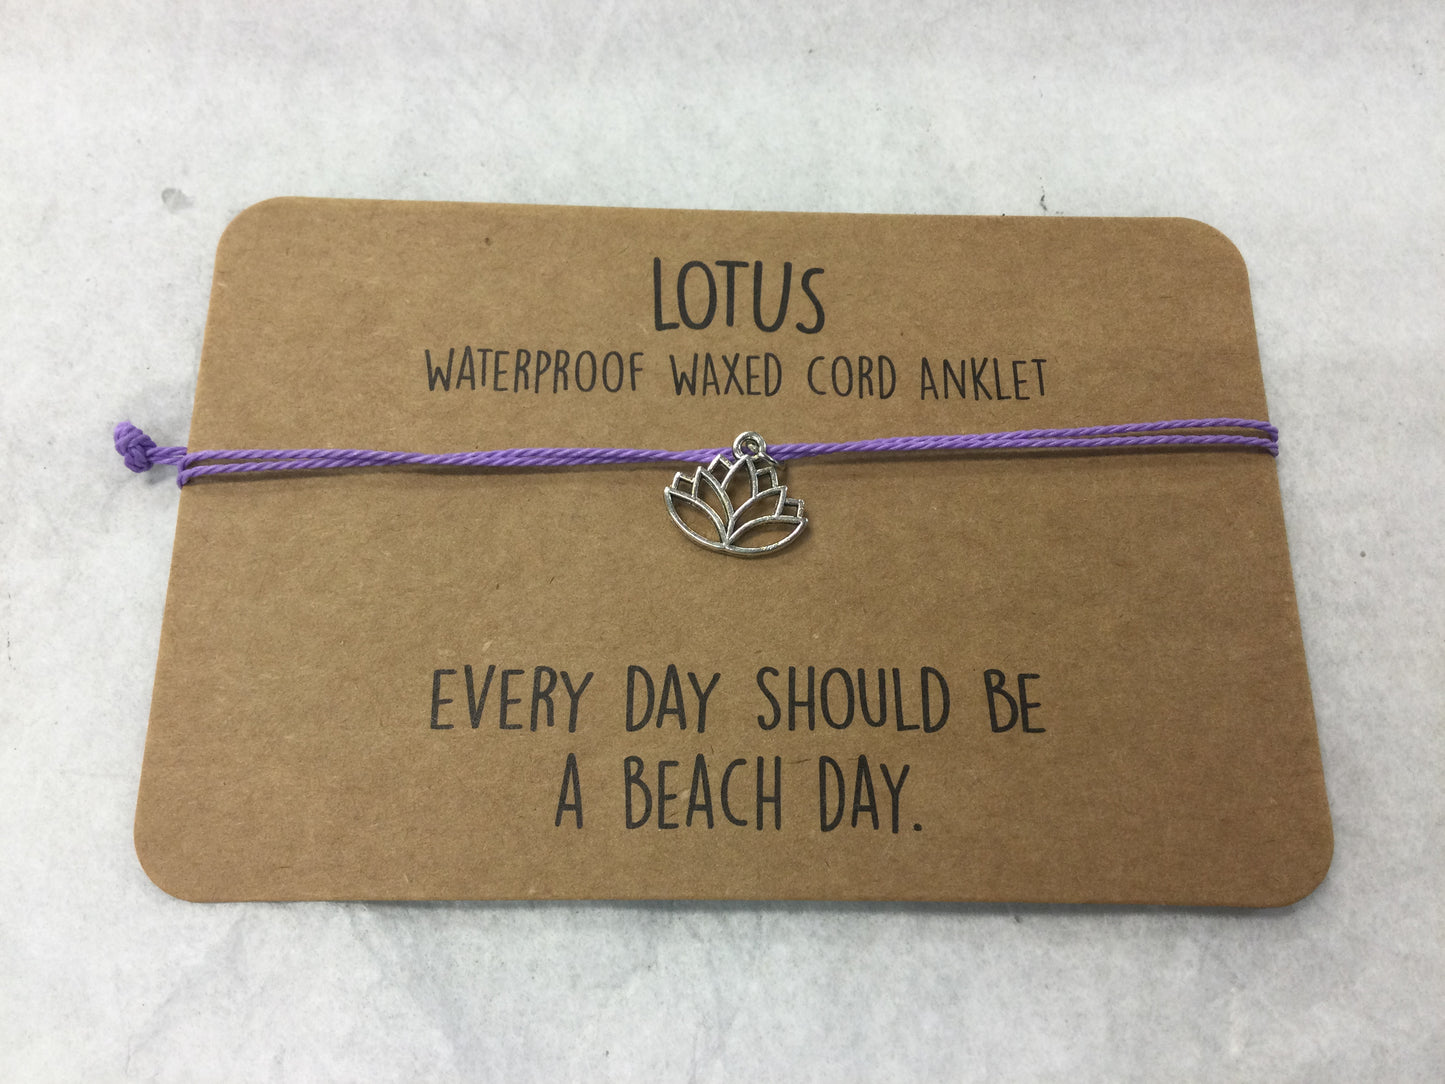 LOTUS
WATERPROOF WAXED CORD ANKLET
EVERY DAY SHOULD BE
A BEACH DAY.